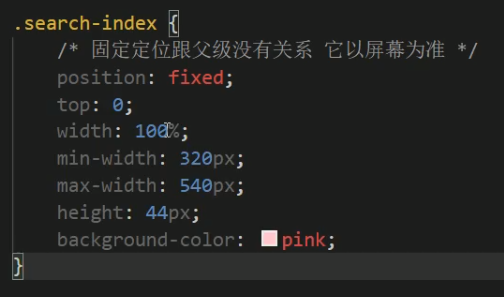 .search-index {
/* 固定定位跟父级没有关系 它以屏幕为准 */
position: fixed;
top: 0;
width: 100%;
min-width: 320px;
max-width: 540px;
height: 44px;
background-color: pink;
}